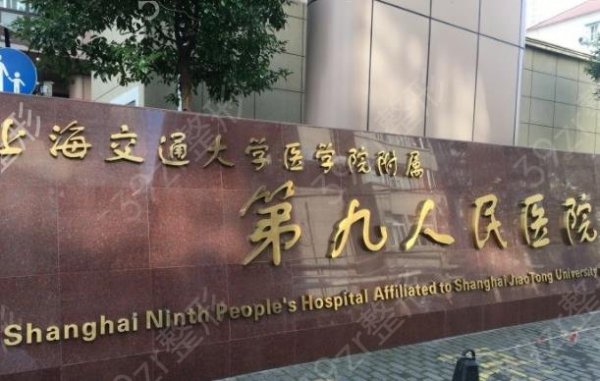 上海交通大学医学院附属
第九人民医院
Shanghai Ninth People's Hospital Affiliated to Shanghai JiaoTong University